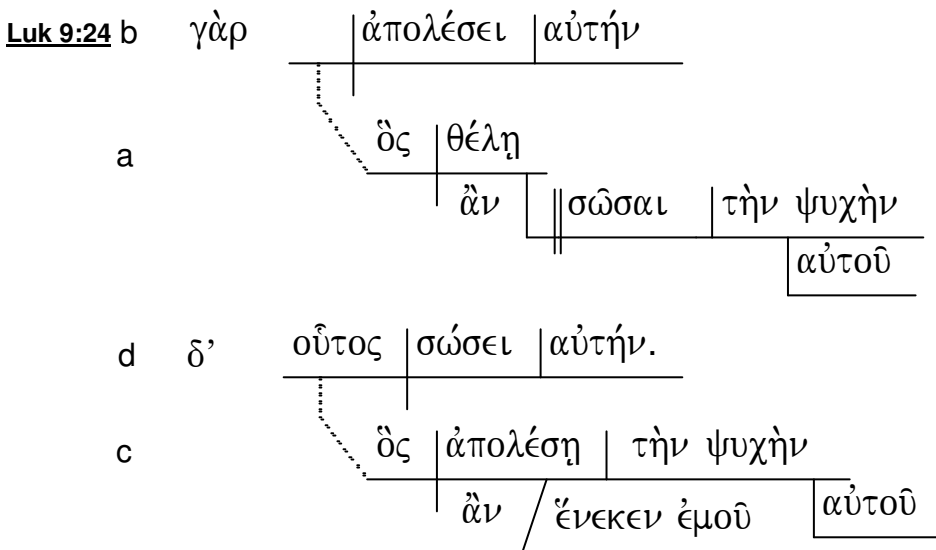 Luk 9:24 b γὰρ ἀπολέσει αὐτήν
a ὃς θέλῃ
ἂν σῶσαι τὴν ψυχὴν
αὐτοῦ
d δ’ οὗτος σώσει αὐτήν.
c ὃς ἀπολέσῃ τὴν ψυχὴν
ἂν ἕνεκεν ἐμοῦ αὐτοῦ